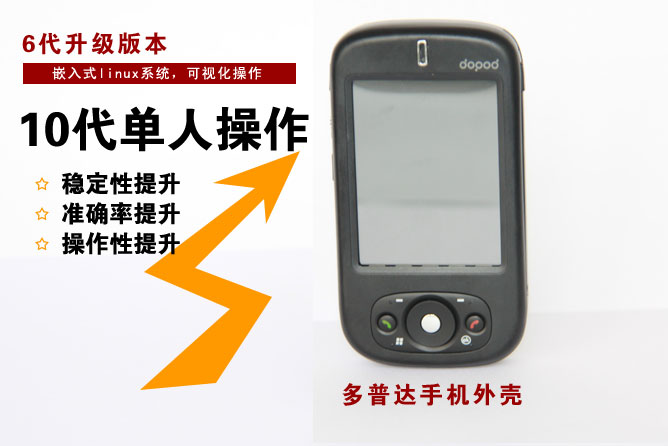 6代升级版本
嵌入式linux系统，可视化操作
10代单人操作
稳定性提升
准确率提升
操作性提升
dopod
多普达手机外壳